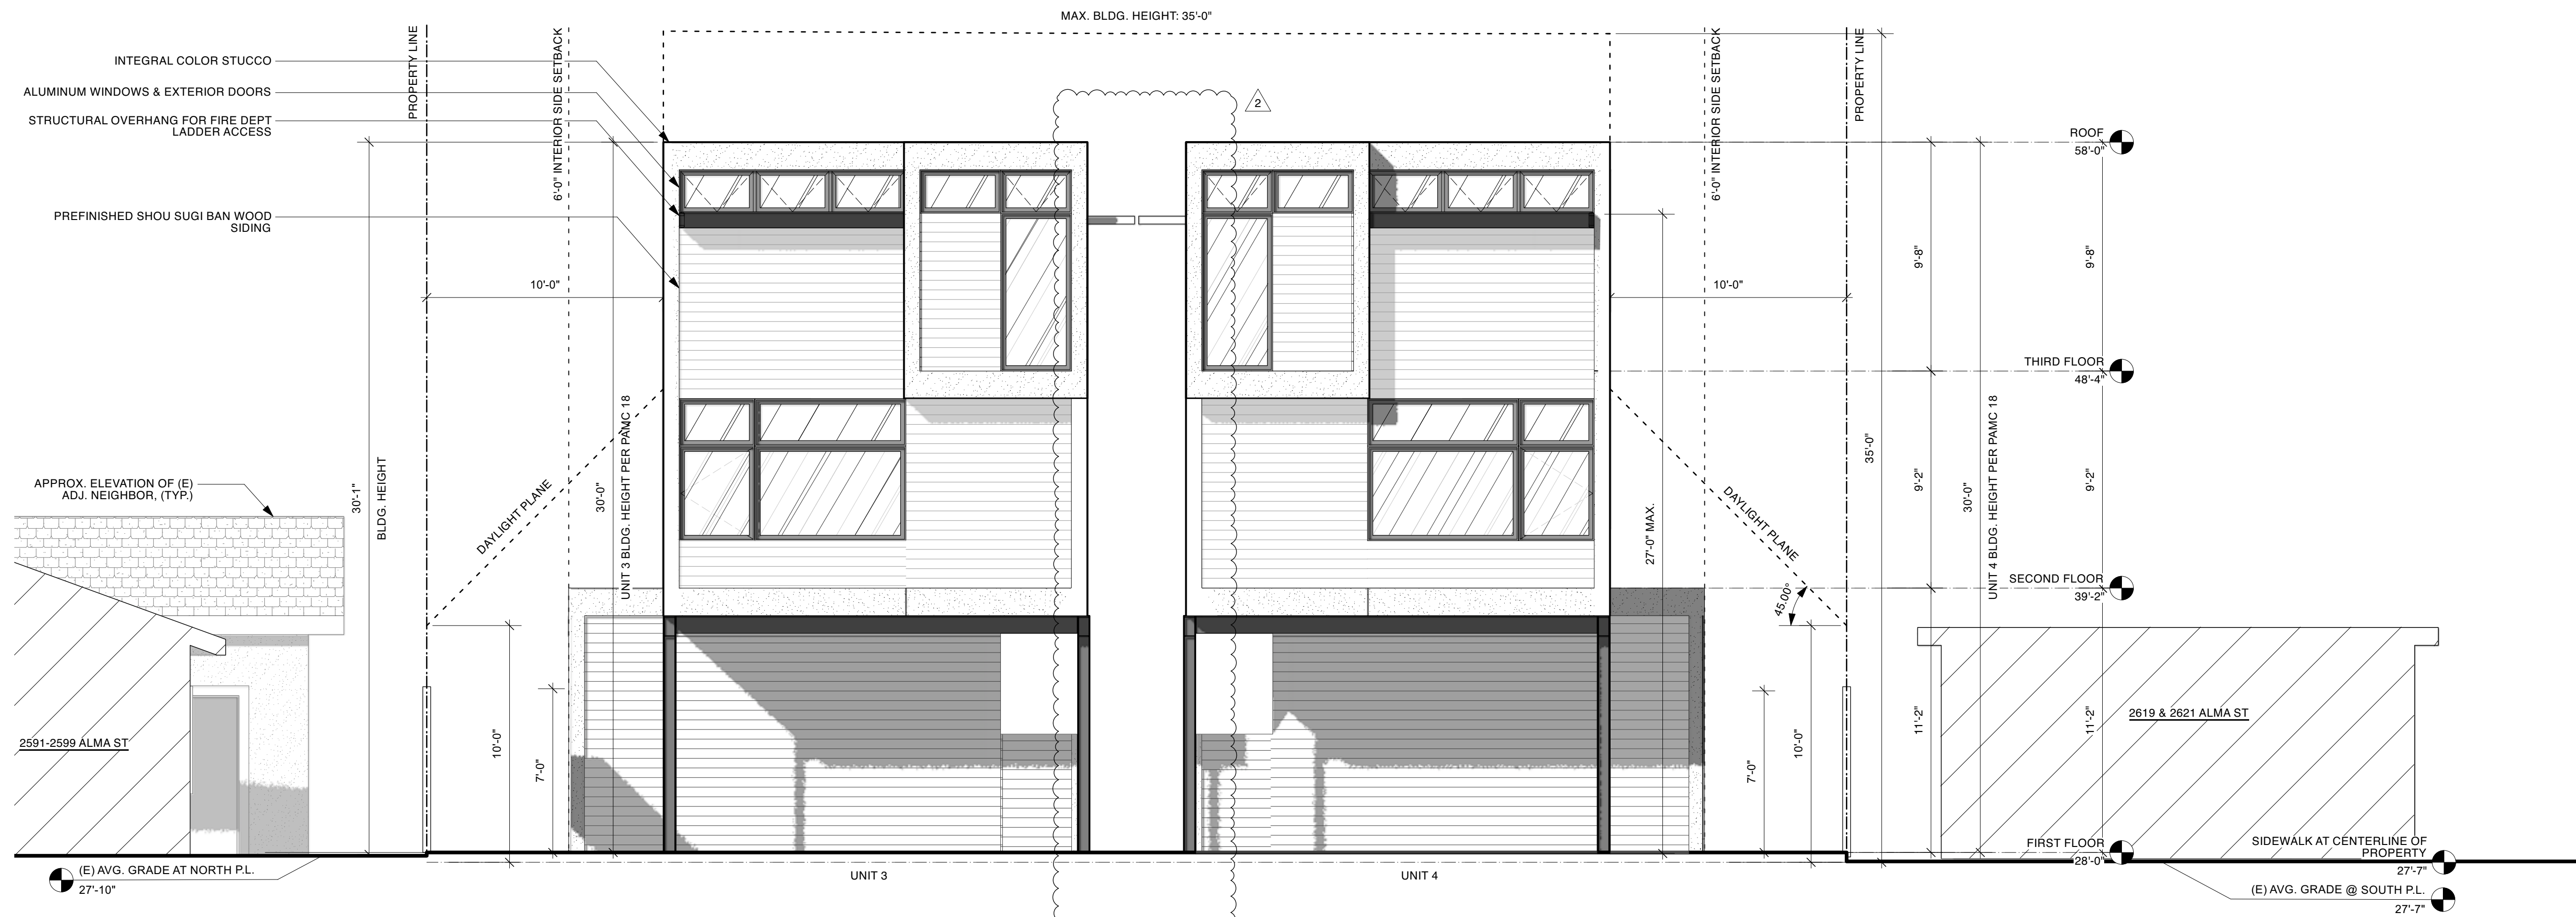 MAX. BLDG. HEIGHT: 35'-0"
PROPERTY LINE
6'-0" INTERIOR SIDE SETBACK
INTEGRAL COLOR STUCCO
ALUMINUM WINDOWS & EXTERIOR DOORS
STRUCTURAL OVERHANG FOR FIRE DEPT
LADDER ACCESS
PREFINISHED SHOU SUGI BAN WOOD
SIDING
2
6'-0" INTERIOR SIDE SETBACK
PROPERTY LINE
ROOF
58'-0"
10'-0"
10'-0"
9'-8"
9'-8"
THIRD FLOOR
48'-4"
APPROX. ELEVATION OF (E)
ADJ. NEIGHBOR, (TYP.)
30'-1"
BLDG. HEIGHT
DAYLIGHT PLANE
30'-0"
UNIT 3 BLDG. HEIGHT PER PAMC 18
27'-0" MAX.
DAYLIGHT PLANE
45.00°
35'-0"
9'-2"
30'-0"
UNIT 4 BLDG. HEIGHT PER PAMC 18
9'-2"
SECOND FLOOR
39'-2"
2591-2599 ALMA ST
10'-0"
7'-0"
7'-0"
10'-0"
11'-2"
11'-2"
2619 & 2621 ALMA ST
FIRST FLOOR
28'-0"
SIDEWALK AT CENTERLINE OF
PROPERTY
27'-7"
(E) AVG. GRADE AT NORTH P.L.
27'-10"
UNIT 3
UNIT 4
(E) AVG. GRADE @ SOUTH P.L.
27'-7"